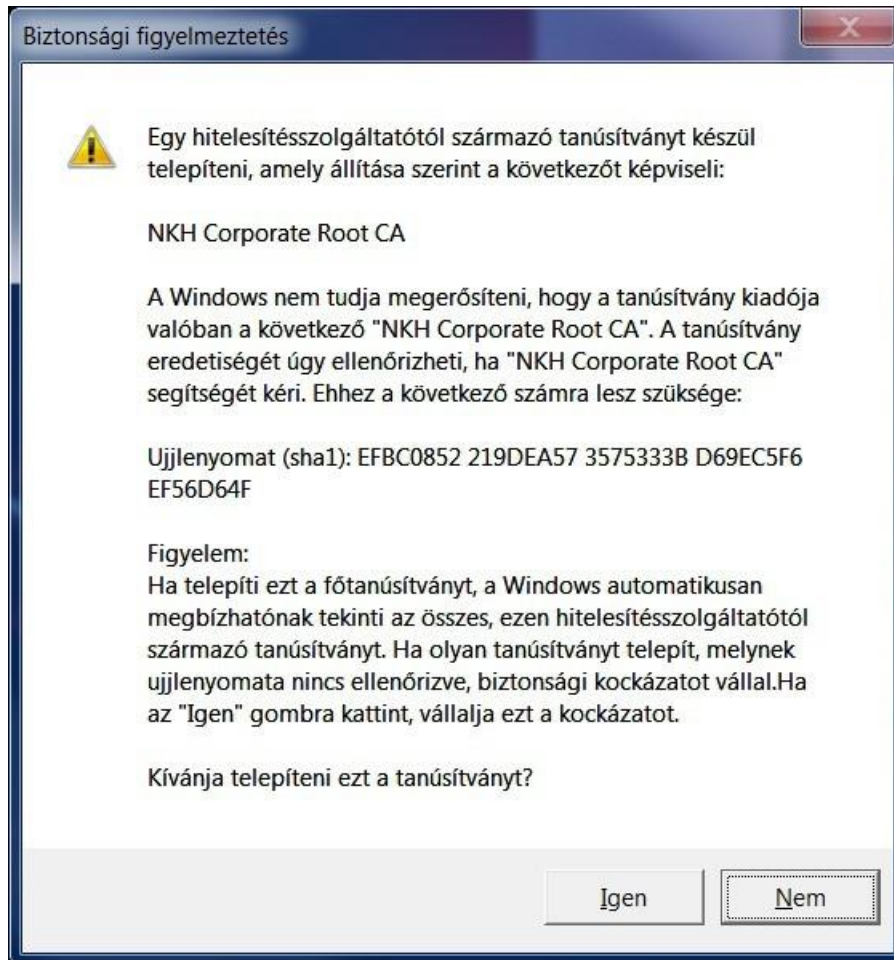 Biztonsági figyelmeztetés
Egy hitelesítésszolgáltatótól származó tanúsítványt készül
telepíteni, amely állítása szerint a következőt képviseli:
NKH Corporate Root CA
A Windows nem tudja megerősíteni, hogy a tanúsítvány kiadója
valóban a következő "NKH Corporate Root CA". A tanúsítvány
eredetiségét úgy ellenőrizheti, ha "NKH Corporate Root CA"
segítségét kéri. Ehhez a következő számra lesz szüksége:
Ujjlenyomat (sha1): EFBC0852 219DEA57 3575333B D69EC5F6
EF56D64F
Figyelem:
Ha telepíti ezt a főtanúsítványt, a Windows automatikusan
megbízhatónak tekinti az összes, ezen hitelesítésszolgáltatótól
származó tanúsítványt. Ha olyan tanúsítványt telepít, melynek
ujjlenyomata nincs ellenőrizve, biztonsági kockázatot vállal.Ha
az "Igen" gombra kattint, vállalja ezt a kockázatot.
Kívánja telepíteni ezt a tanúsítványt?
Igen
Nem